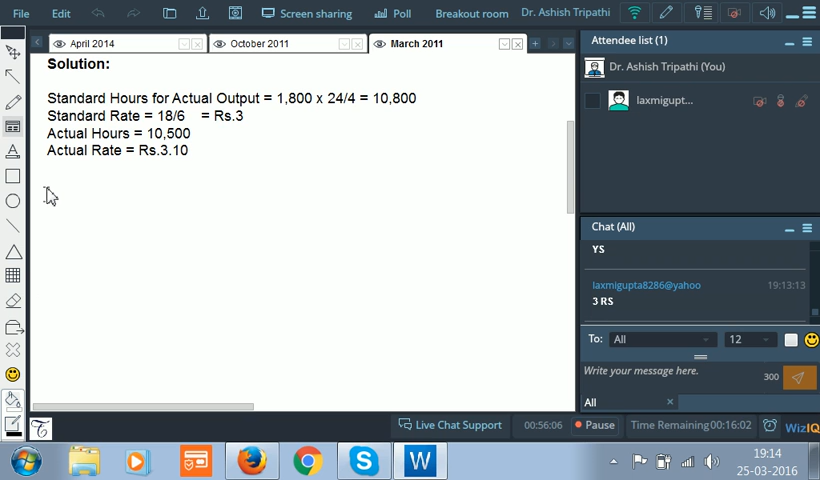 File Edit Screen sharing Poll Breakout room Dr. Ashish Tripathi
April 2014 October 2011 March 2011
Attendee list (1)
Dr. Ashish Tripathi (You)
laxmigupt...
Solution:
Standard Hours for Actual Output = 1,800 x 24/4 = 10,800
Standard Rate = 18/6 = Rs.3
Actual Hours = 10,500
Actual Rate = Rs.3.10
Chat (All)
YS
laxmigupta8286@yahoo 19:13:13
3 RS
To: All 12
Write your message here. 300
All
Live Chat Support 00:56:06 Pause Time Remaining 00:16:02 WizIQ
19:14
25-03-2016